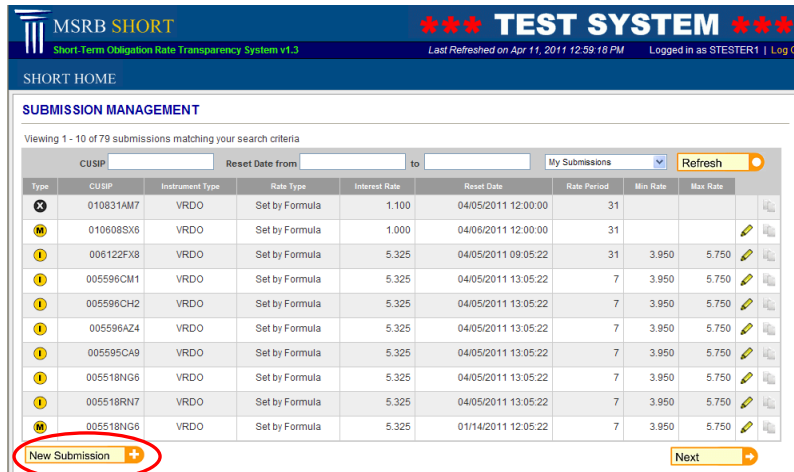 MSRB SHORT
*** TEST SYSTEM ***
Short-Term Obligation Rate Transparency System v1.3 Last Refreshed on Apr 11, 2011 12:59:18 PM Logged in as STESTER1 | Log
SHORT HOME
SUBMISSION MANAGEMENT
Viewing 1 - 10 of 79 submissions matching your search criteria
CUSIP Reset Date from to My Submissions Refresh
Type CUSIP Instrument Type Rate Type Interest Rate Reset Date Rate Period Min Rate Max Rate
X 010831AM7 VRDO Set by Formula 1.100 04/05/2011 12:00:00 31
M 010608SX6 VRDO Set by Formula 1.000 04/06/2011 12:00:00 31
I 006122FX8 VRDO Set by Formula 5.325 04/05/2011 09:05:22 31 3.950 5.750
I 005596CM1 VRDO Set by Formula 5.325 04/05/2011 13:05:22 7 3.950 5.750
I 005596CH2 VRDO Set by Formula 5.325 04/05/2011 13:05:22 7 3.950 5.750
I 005596AZ4 VRDO Set by Formula 5.325 04/05/2011 13:05:22 7 3.950 5.750
I 005595CA9 VRDO Set by Formula 5.325 04/05/2011 13:05:22 7 3.950 5.750
I 005518NG6 VRDO Set by Formula 5.325 04/05/2011 13:05:22 7 3.950 5.750
I 005518RN7 VRDO Set by Formula 5.325 04/05/2011 13:05:22 7 3.950 5.750
M 005518NG6 VRDO Set by Formula 5.325 01/14/2011 12:05:22 7 3.950 5.750
New Submission Next